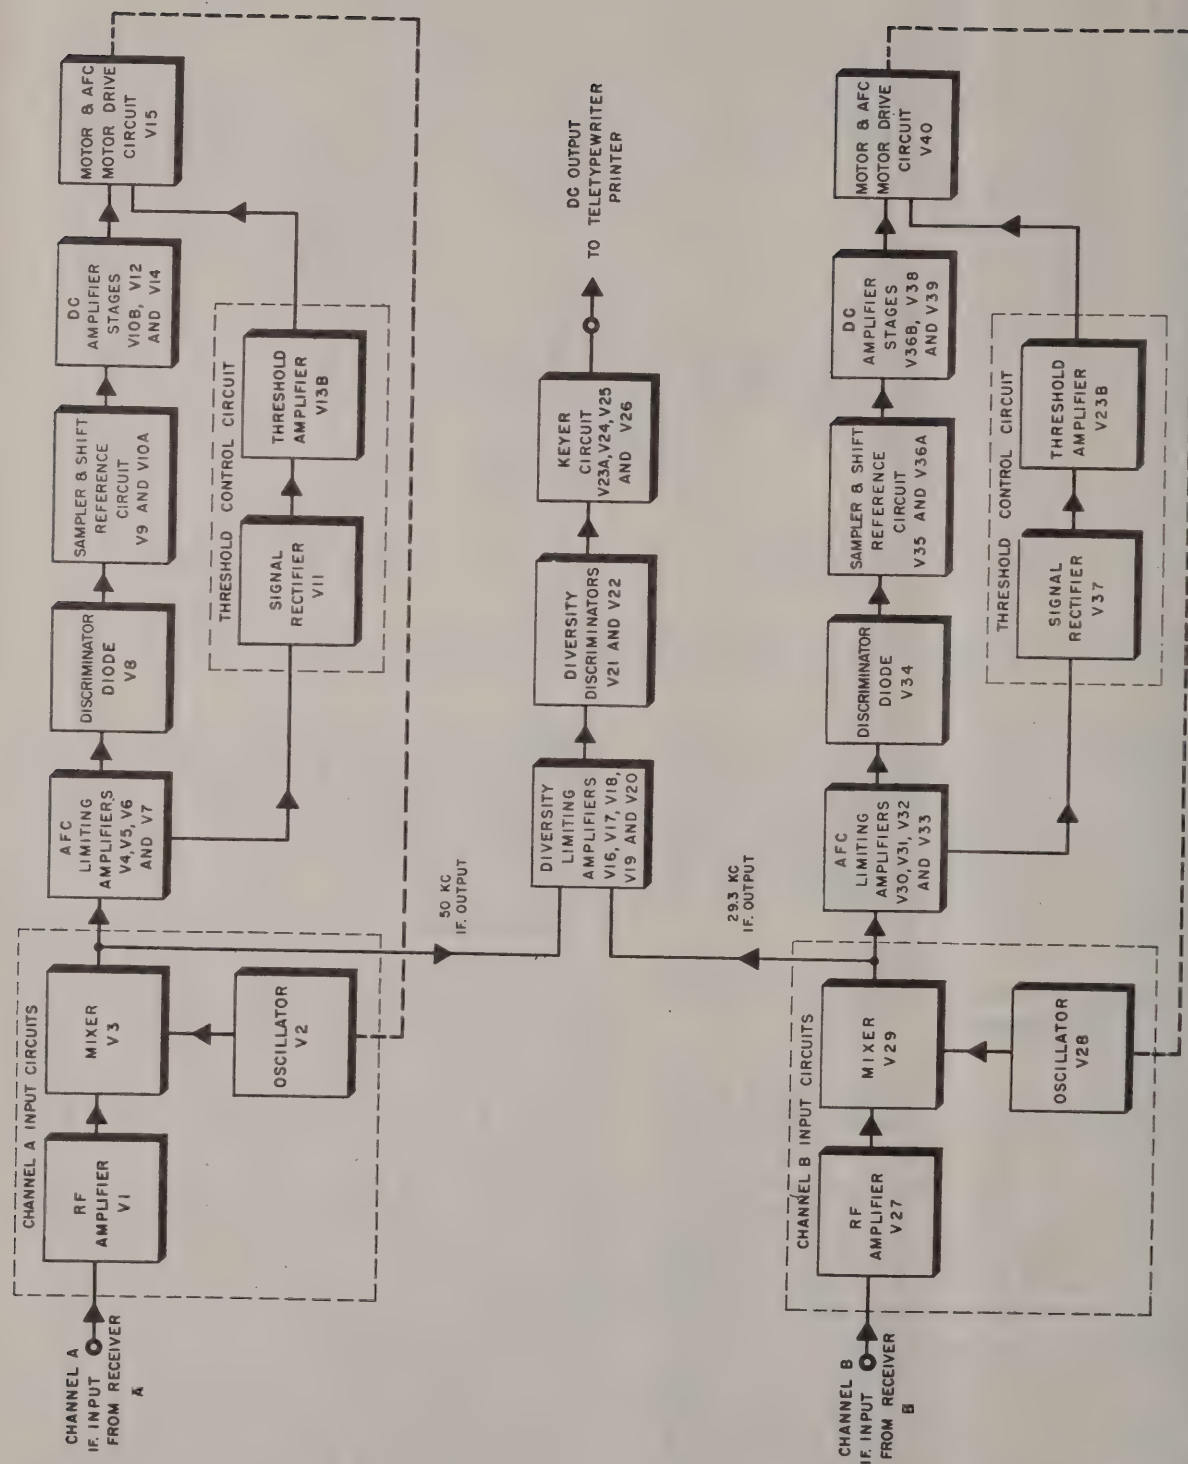 CHANNEL A
IF. INPUT
FROM RECEIVER
A
CHANNEL A INPUT CIRCUITS
RF
AMPLIFIER
V1
MIXER
V3
OSCILLATOR
V2
AFC
LIMITING
AMPLIFIERS
V4,V5,V6
AND V7
DISCRIMINATOR
DIODE
V8
SAMPLER & SHIFT
REFERENCE
CIRCUIT
V9 AND V10A
DC
AMPLIFIER
STAGES
V10B, V12
AND V14
MOTOR & AFC
MOTOR DRIVE
CIRCUIT
V15
THRESHOLD CONTROL CIRCUIT
SIGNAL
RECTIFIER
V11
THRESHOLD
AMPLIFIER
V13B
50 KC
IF. OUTPUT
DIVERSITY
LIMITING
AMPLIFIERS
V16, V17, V18,
V19 AND V20
DIVERSITY
DISCRIMINATORS
V21 AND V22
KEYER
CIRCUIT
V23A,V24,V25
AND V26
DC OUTPUT
TO TELETYPEWRITER
PRINTER
29.3 KC
IF. OUTPUT
CHANNEL B
IF. INPUT
FROM RECEIVER
B
CHANNEL B INPUT CIRCUITS
RF
AMPLIFIER
V27
MIXER
V29
OSCILLATOR
V28
AFC
LIMITING
AMPLIFIERS
V30,V31,V32
AND V33
DISCRIMINATOR
DIODE
V34
SAMPLER & SHIFT
REFERENCE
CIRCUIT
V35 AND V36A
DC
AMPLIFIER
STAGES
V36B, V38
AND V39
MOTOR & AFC
MOTOR DRIVE
CIRCUIT
V40
THRESHOLD CONTROL CIRCUIT
SIGNAL
RECTIFIER
V37
THRESHOLD
AMPLIFIER
V23B